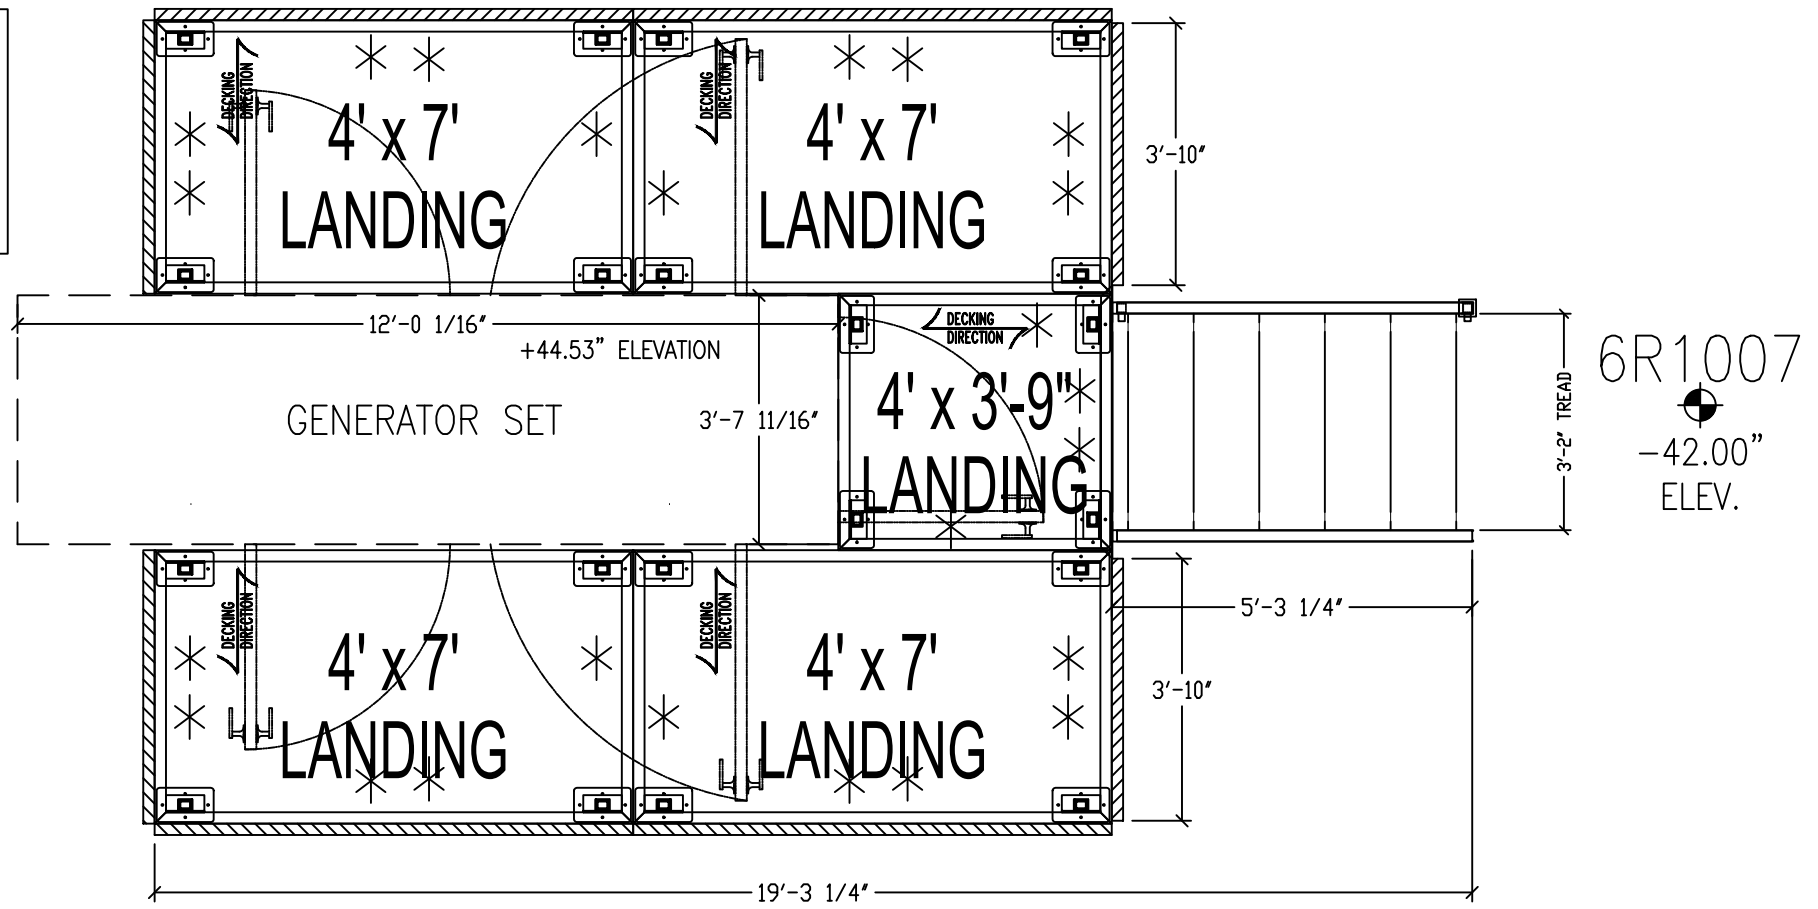 DECKING
DIRECTION
4' x 7'
LANDING
DECKING
DIRECTION
4' x 7'
LANDING
3'-10"
12'-0 1/16"
+44.53" ELEVATION
GENERATOR SET
3'-7 11/16"
DECKING
DIRECTION
4' x 3'-9"
LANDING
3'-2" TREAD
6R1007
-42.00"
ELEV.
DECKING
DIRECTION
4' x 7'
LANDING
DECKING
DIRECTION
4' x 7'
LANDING
5'-3 1/4"
3'-10"
19'-3 1/4"